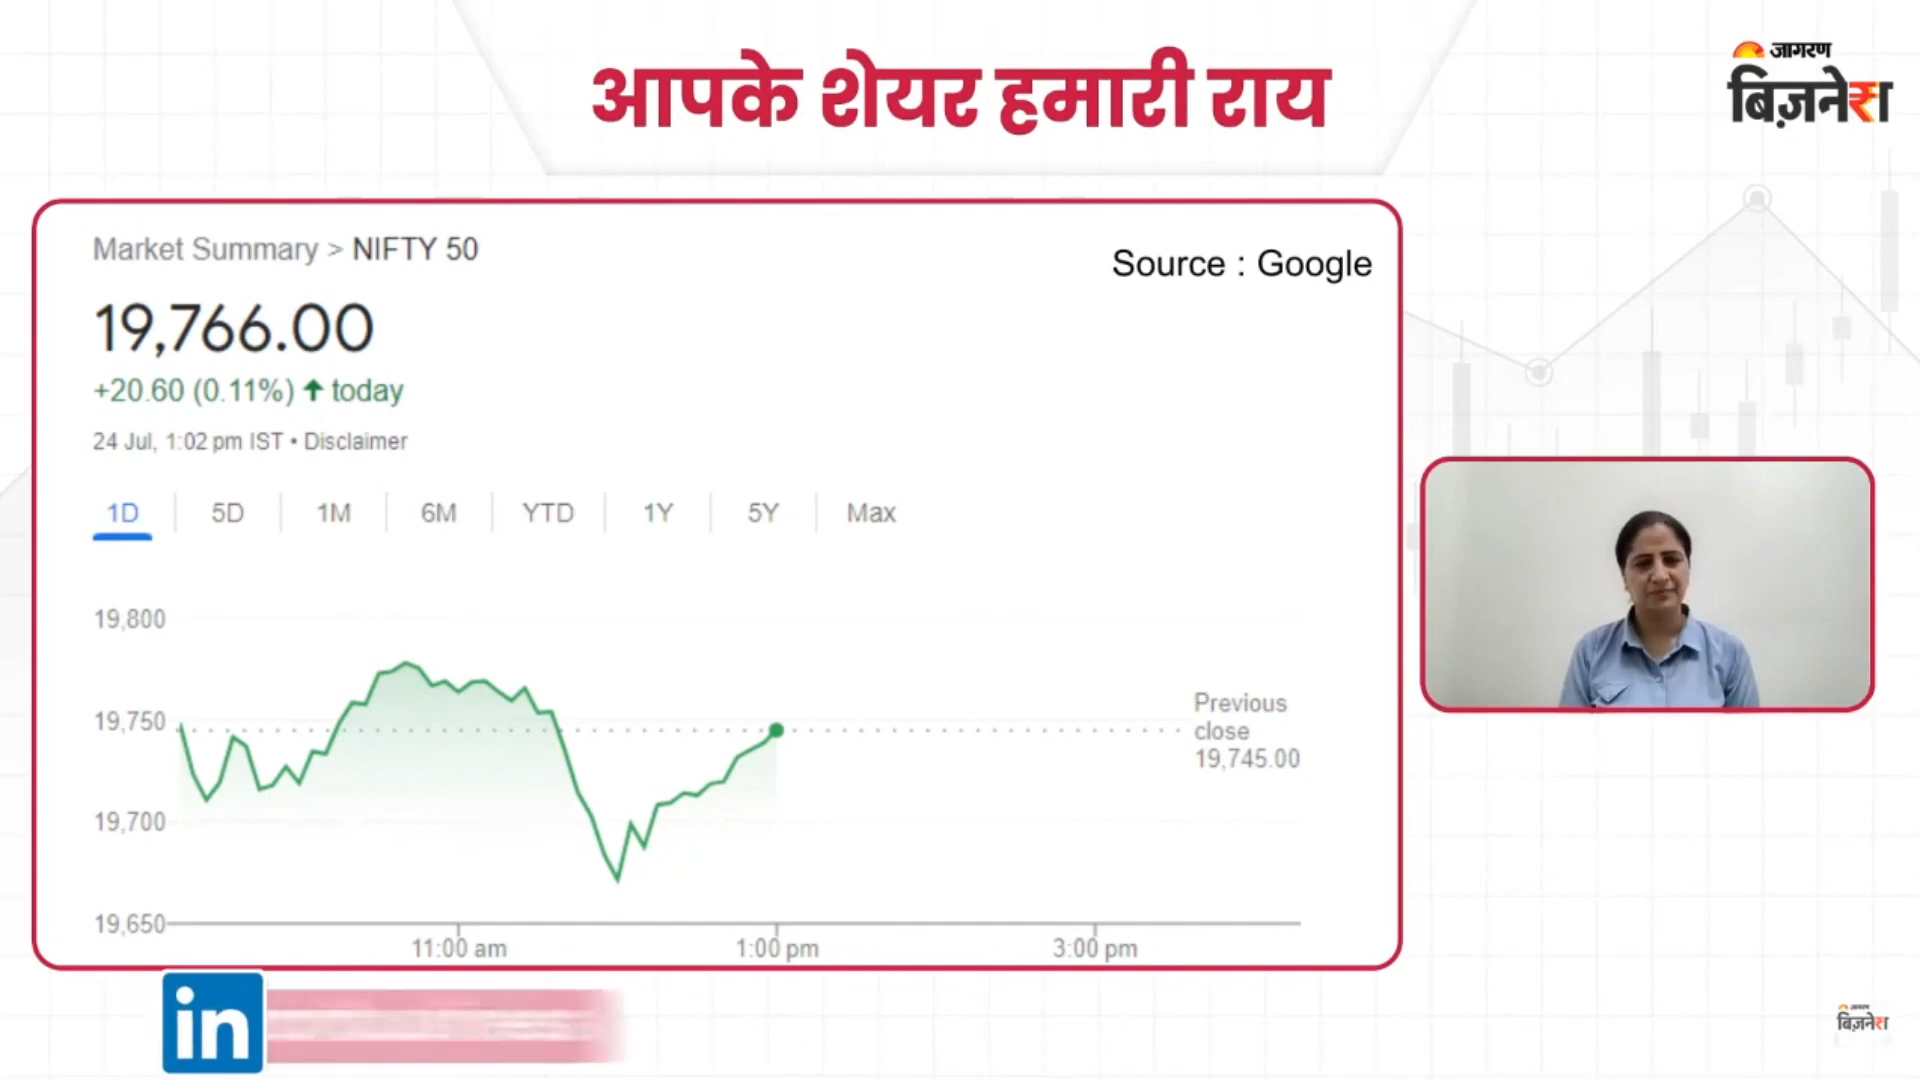 आपके शेयर हमारी राय
जागरण
बिज़नेस
Market Summary > NIFTY 50
Source : Google
19,766.00
+20.60 (0.11%) ↑ today
24 Jul, 1:02 pm IST • Disclaimer
1D 5D 1M 6M YTD 1Y 5Y Max
19,800
19,750
19,700
19,650
Previous
close
19,745.00
11:00 am 1:00 pm 3:00 pm
in
जागरण
बिज़नेस